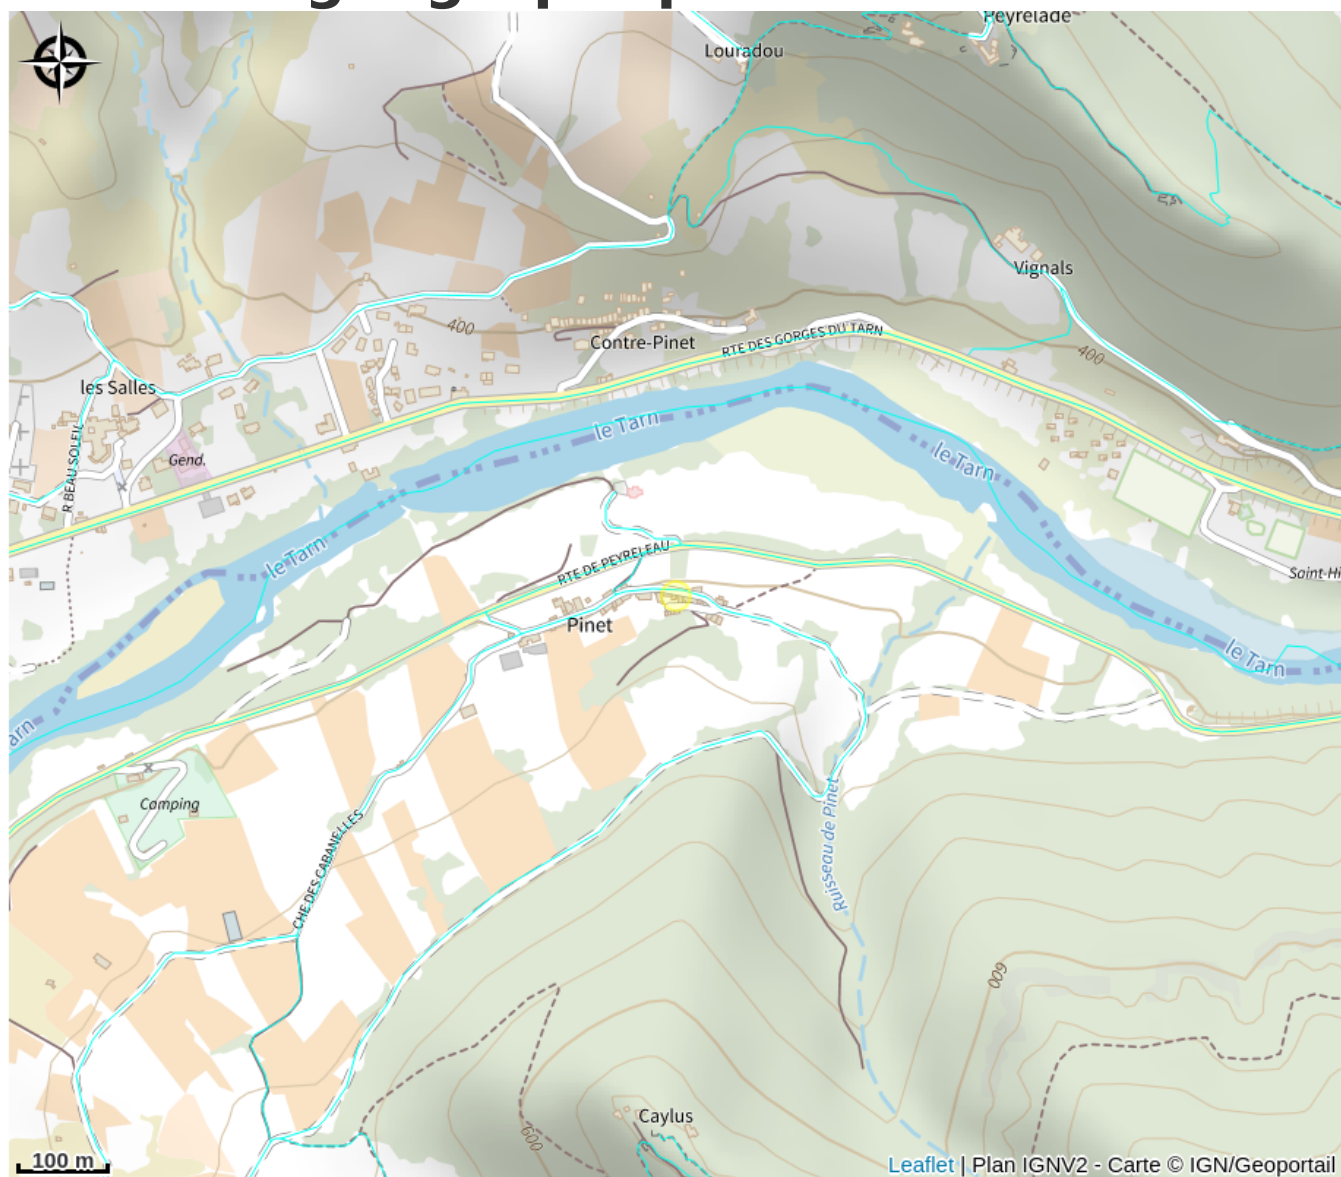 Peyrelade
Louradou
Vignals
400
Contre-Pinet
RTE DES GORGES DU TARN
400
les Salles
le Tarn
R BEAU SOLEIL
Gend.
le Tarn
le Tarn
RTE DE PEYRELEAU
Saint-Hi
Pinet
le Tarn
arn
Camping
CHE DES CABANELLES
Ruisseau de Pinet
600
Caylus
600
100 m
Leaflet | Plan IGNV2 - Carte © IGN/Geoportail